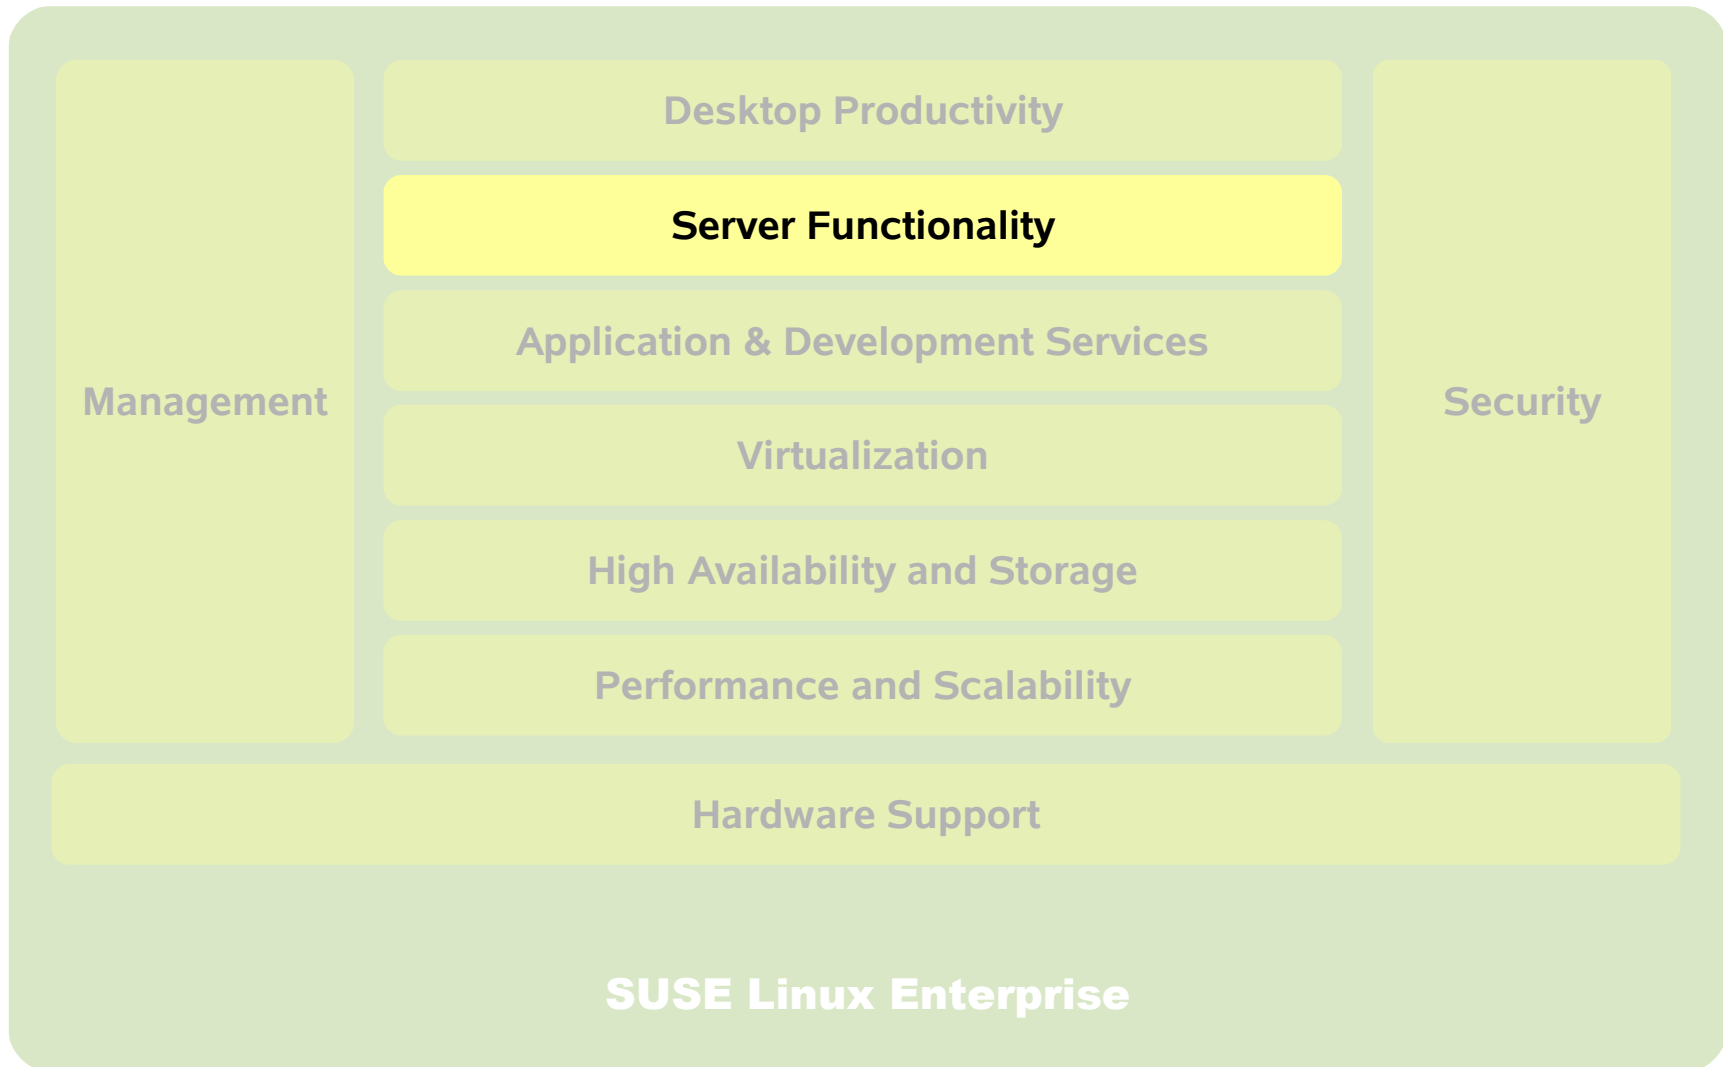 Desktop Productivity
Server Functionality
Application & Development Services
Management
Security
Virtualization
High Availability and Storage
Performance and Scalability
Hardware Support
SUSE Linux Enterprise